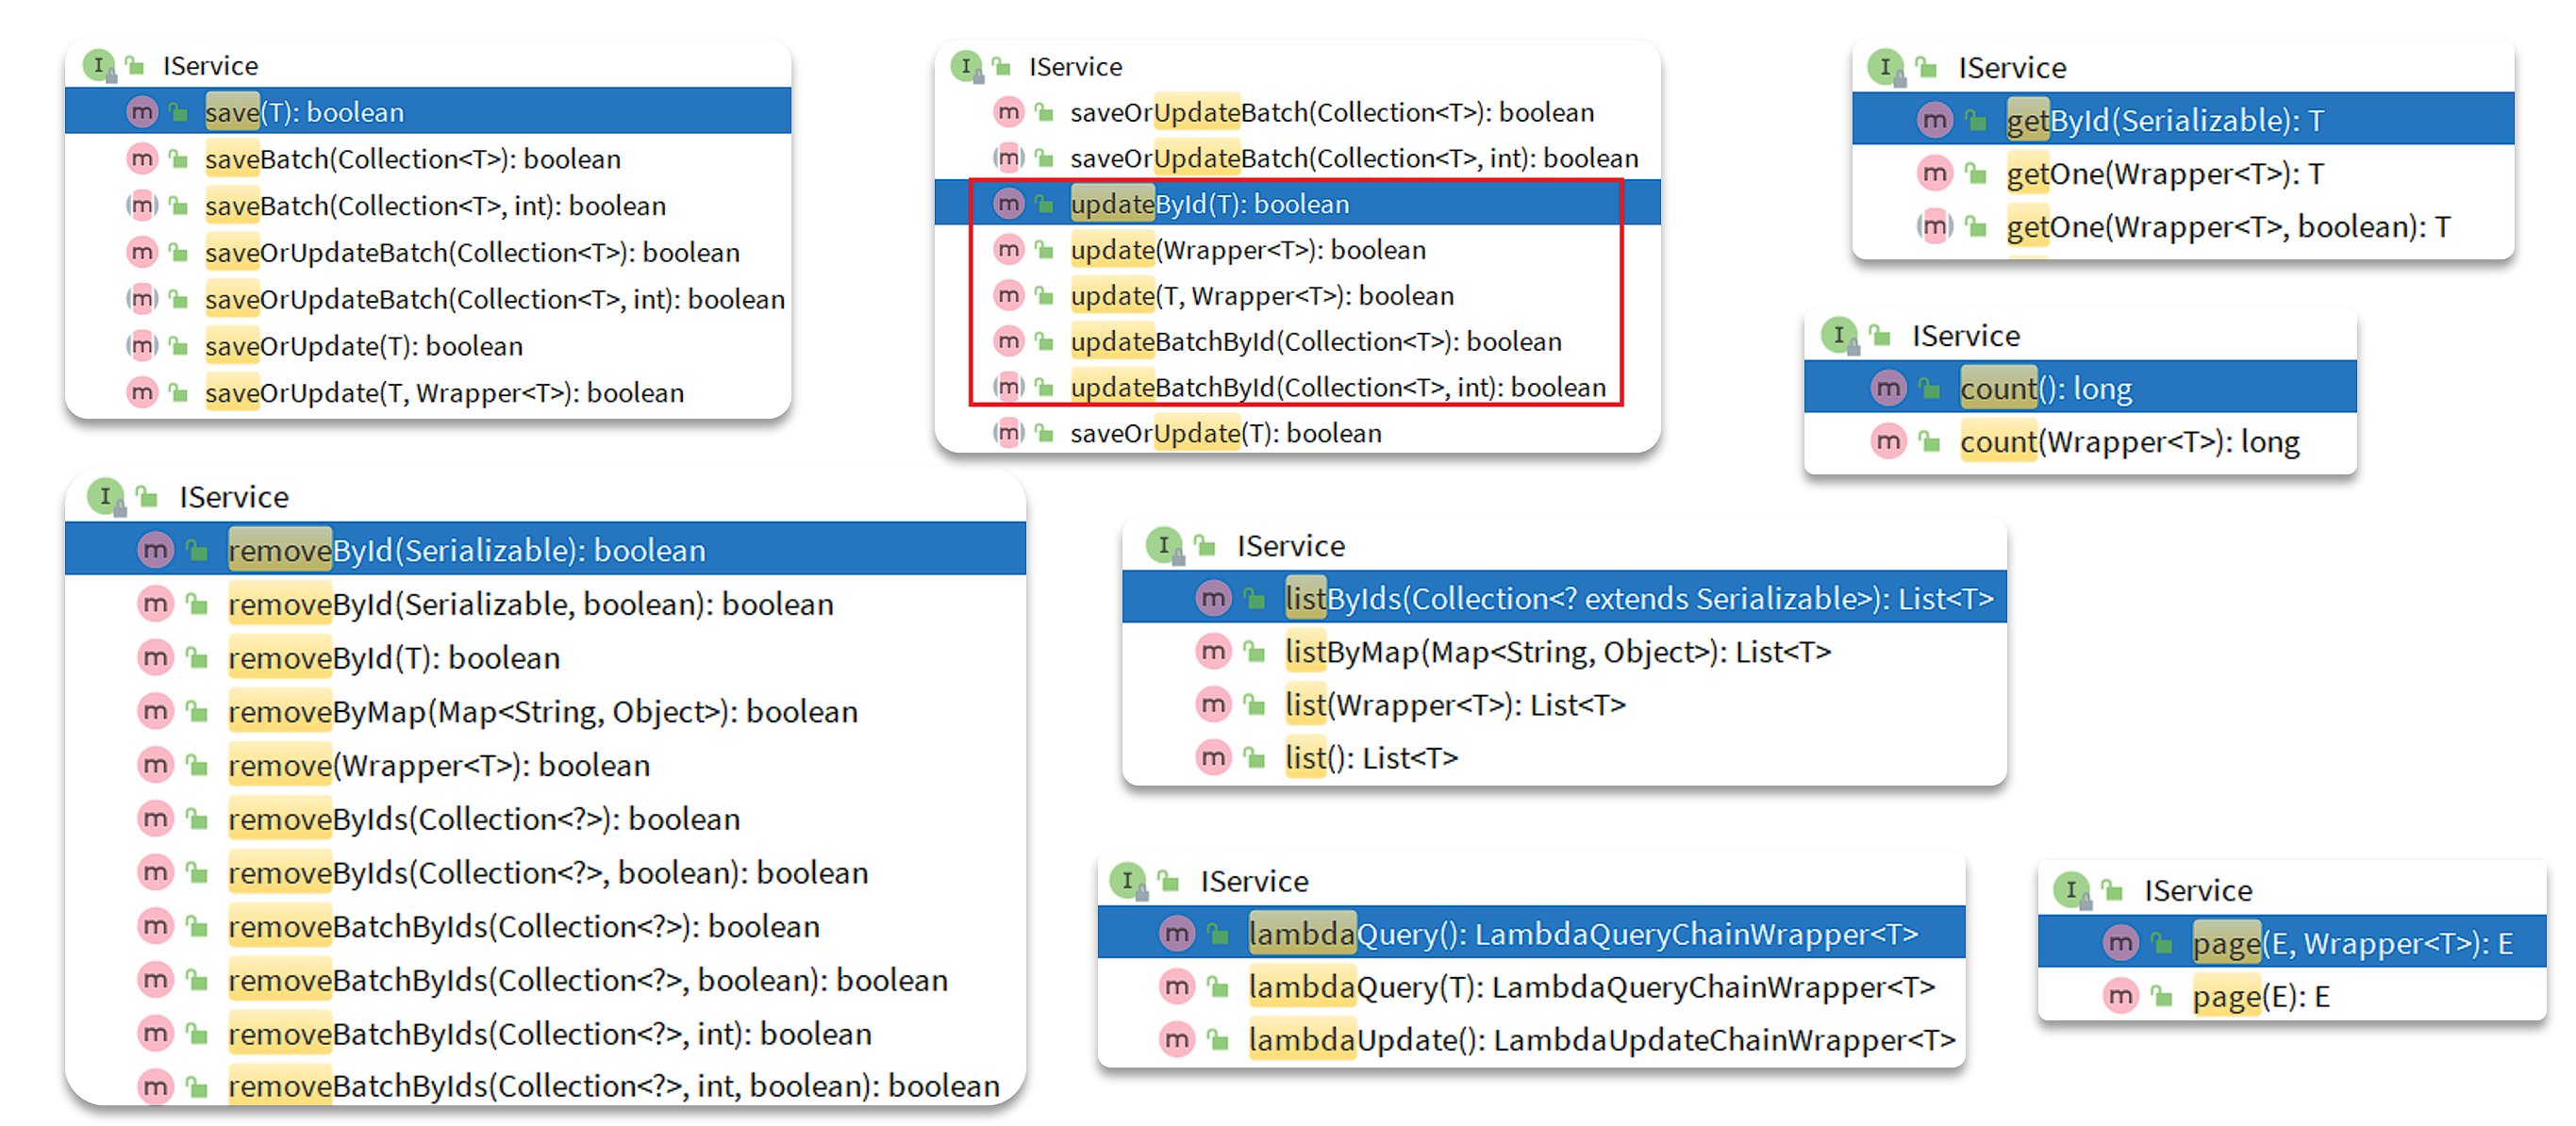 IService
save(T): boolean
saveBatch(Collection<T>): boolean
saveBatch(Collection<T>, int): boolean
saveOrUpdateBatch(Collection<T>): boolean
saveOrUpdateBatch(Collection<T>, int): boolean
saveOrUpdate(T): boolean
saveOrUpdate(T, Wrapper<T>): boolean
IService
saveOrUpdateBatch(Collection<T>): boolean
saveOrUpdateBatch(Collection<T>, int): boolean
updateById(T): boolean
update(Wrapper<T>): boolean
update(T, Wrapper<T>): boolean
updateBatchById(Collection<T>): boolean
updateBatchById(Collection<T>, int): boolean
saveOrUpdate(T): boolean
IService
getById(Serializable): T
getOne(Wrapper<T>): T
getOne(Wrapper<T>, boolean): T
IService
count(): long
count(Wrapper<T>): long
IService
removeById(Serializable): boolean
removeById(Serializable, boolean): boolean
removeById(T): boolean
removeByMap(Map<String, Object>): boolean
remove(Wrapper<T>): boolean
removeByIds(Collection<?>): boolean
removeByIds(Collection<?>, boolean): boolean
removeBatchByIds(Collection<?>): boolean
removeBatchByIds(Collection<?>, boolean): boolean
removeBatchByIds(Collection<?>, int): boolean
removeBatchByIds(Collection<?>, int, boolean): boolean
IService
listByIds(Collection<? extends Serializable>): List<T>
listByMap(Map<String, Object>): List<T>
list(Wrapper<T>): List<T>
list(): List<T>
IService
lambdaQuery(): LambdaQueryChainWrapper<T>
lambdaQuery(T): LambdaQueryChainWrapper<T>
lambdaUpdate(): LambdaUpdateChainWrapper<T>
IService
page(E, Wrapper<T>): E
page(E): E